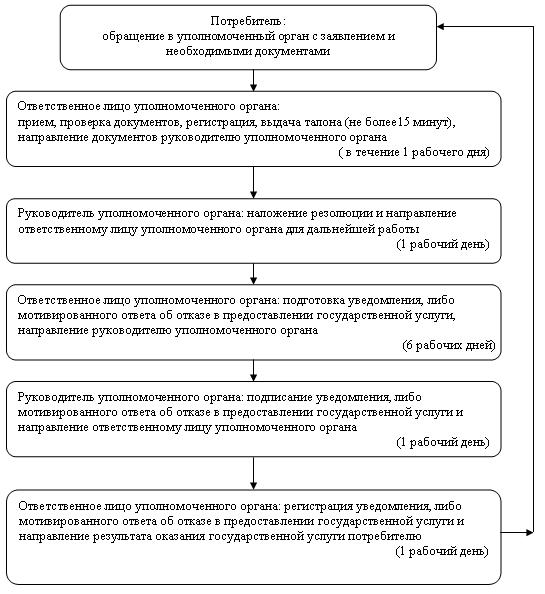 Потребитель:
обращение в уполномоченный орган с заявлением и
необходимыми документами
Ответственное лицо уполномоченного органа:
прием, проверка документов, регистрация, выдача талона (не более15 минут),
направление документов руководителю уполномоченного органа
( в течение 1 рабочего дня)
Руководитель уполномоченного органа: наложение резолюции и направление
ответственному лицу уполномоченного органа для дальнейшей работы
(1 рабочий день)
Ответственное лицо уполномоченного органа: подготовка уведомления, либо
мотивированного ответа об отказе в предоставлении государственной услуги,
направление руководителю уполномоченного органа
(6 рабочих дней)
Руководитель уполномоченного органа: подписание уведомления, либо
мотивированного ответа об отказе в предоставлении государственной услуги и
направление ответственному лицу уполномоченного органа
(1 рабочий день)
Ответственное лицо уполномоченного органа: регистрация уведомления, либо
мотивированного ответа об отказе в предоставлении государственной услуги и
направление результата оказания государственной услуги потребителю
(1 рабочий день)